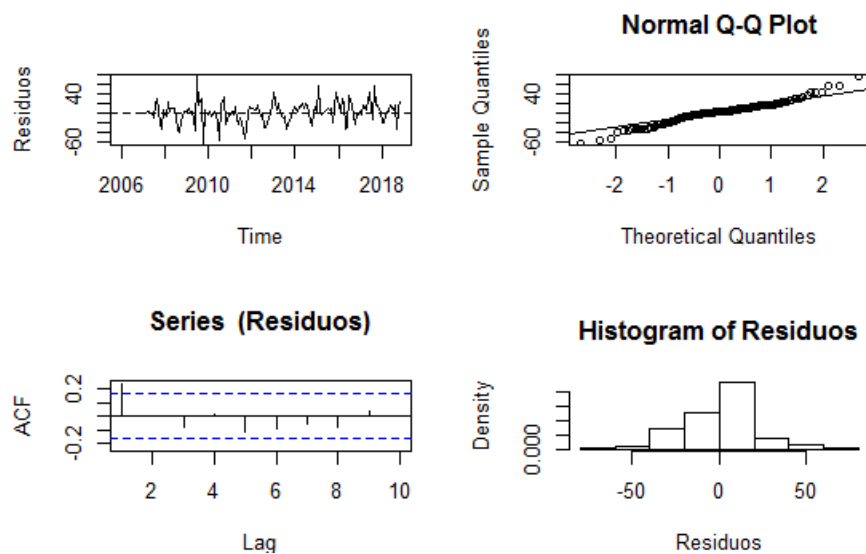 Residuos
2006 2010 2014 2018
Time
Normal Q-Q Plot
Sample Quantiles
-60 40
-2 -1 0 1 2
Theoretical Quantiles
Series (Residuos)
ACF
-0.2 0.2
2 4 6 8 10
Lag
Histogram of Residuos
Density
0.000
-50 0 50
Residuos
-60 40